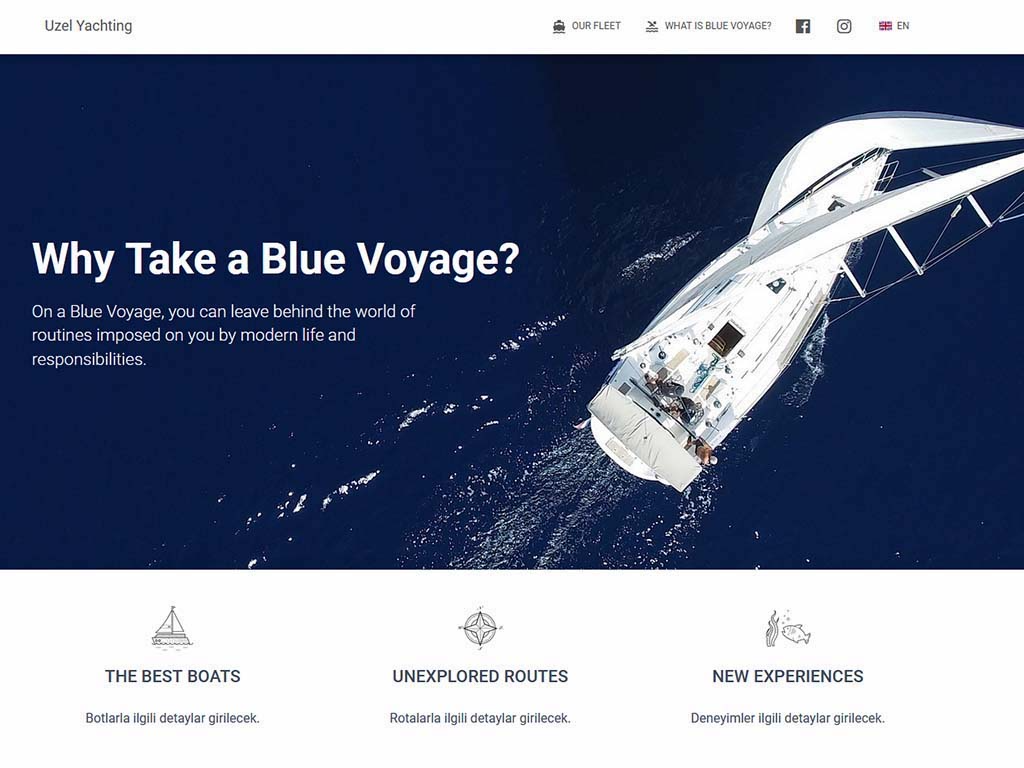 Uzel Yachting
OUR FLEET
WHAT IS BLUE VOYAGE?
EN
Why Take a Blue Voyage?
On a Blue Voyage, you can leave behind the world of
routines imposed on you by modern life and
responsibilities.
THE BEST BOATS
UNEXPLORED ROUTES
NEW EXPERIENCES
Botlarla ilgili detaylar girilecek.
Rotalarla ilgili detaylar girilecek.
Deneyimler ilgili detaylar girilecek.